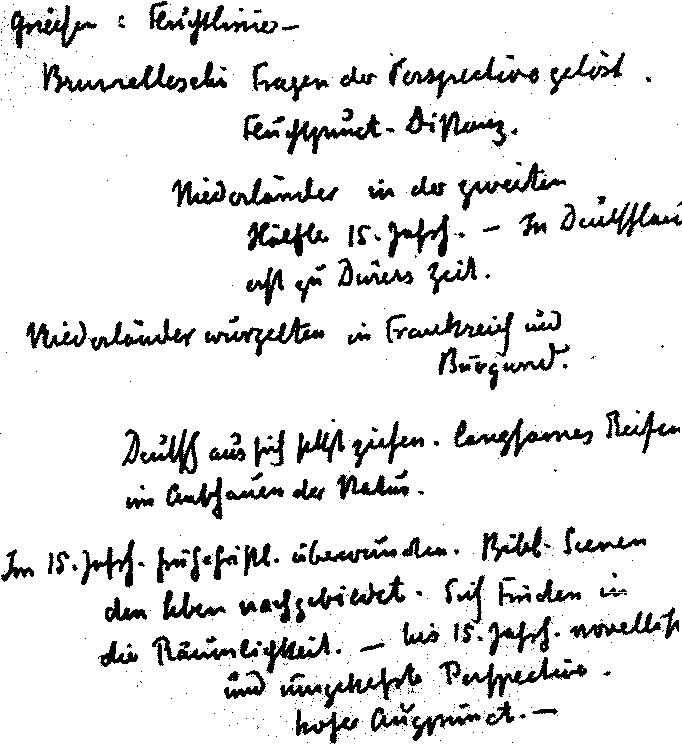 Griechen : Fluchtlinie –
Brunelleschi Fragen der Perspective gelöst .
Fluchtpunct - Distanz.
Niederländer in der zweiten
Hälfte 15. Jahrh. – In Deutschland
erst zu Dürers Zeit .
Niederländer wurzelten in Frankreich und
Burgund .
Deutsch aus sich selbst ziehen . langsames Reifen
im Anschauen der Natur .
Im 15. Jahrh. frühchristl. überwunden . Bibl. Scenen
dem Leben nachgebildet . Sich Finden in
die Räumlichkeit . – bis 15. Jahrh.
und umgekehrte Perspective .
hoher Augpunct . –